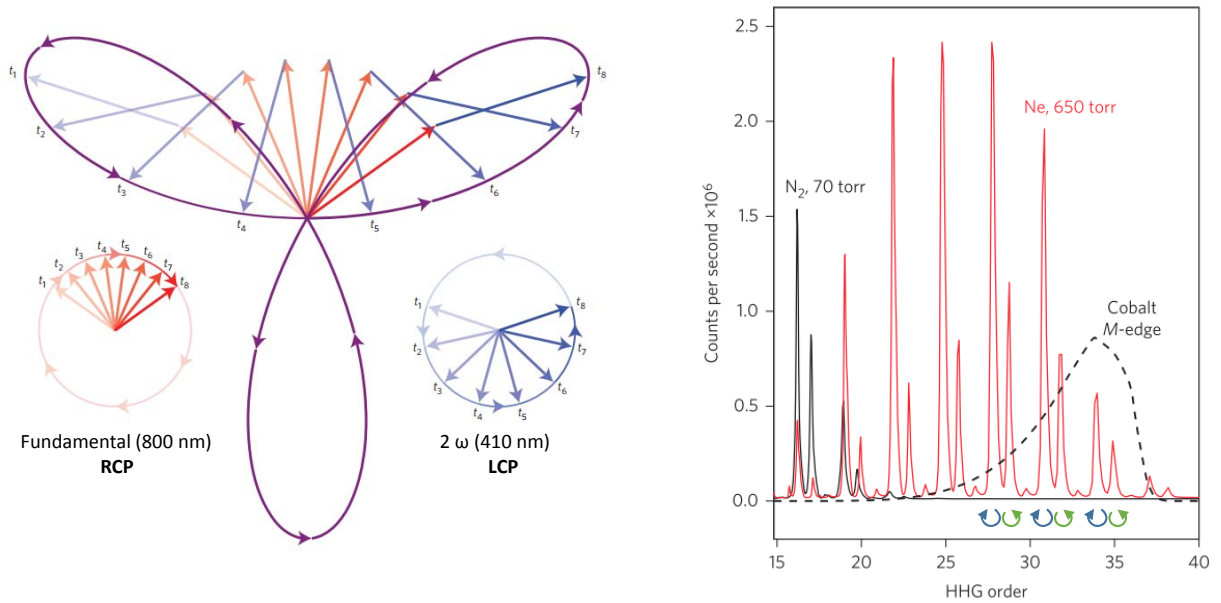 t1
t2
t3
t4
t5
t6
t7
t8
t1
t2
t3
t4
t5
t6
t7
t8
Fundamental (800 nm)
RCP
t1
t2
t3
t4
t5
t6
t7
t8
2 ω (410 nm)
LCP
Counts per second ×10⁶
2.5
2.0
1.5
1.0
0.5
0.0
Ne, 650 torr
N₂, 70 torr
Cobalt
M-edge
15
20
25
30
35
40
HHG order